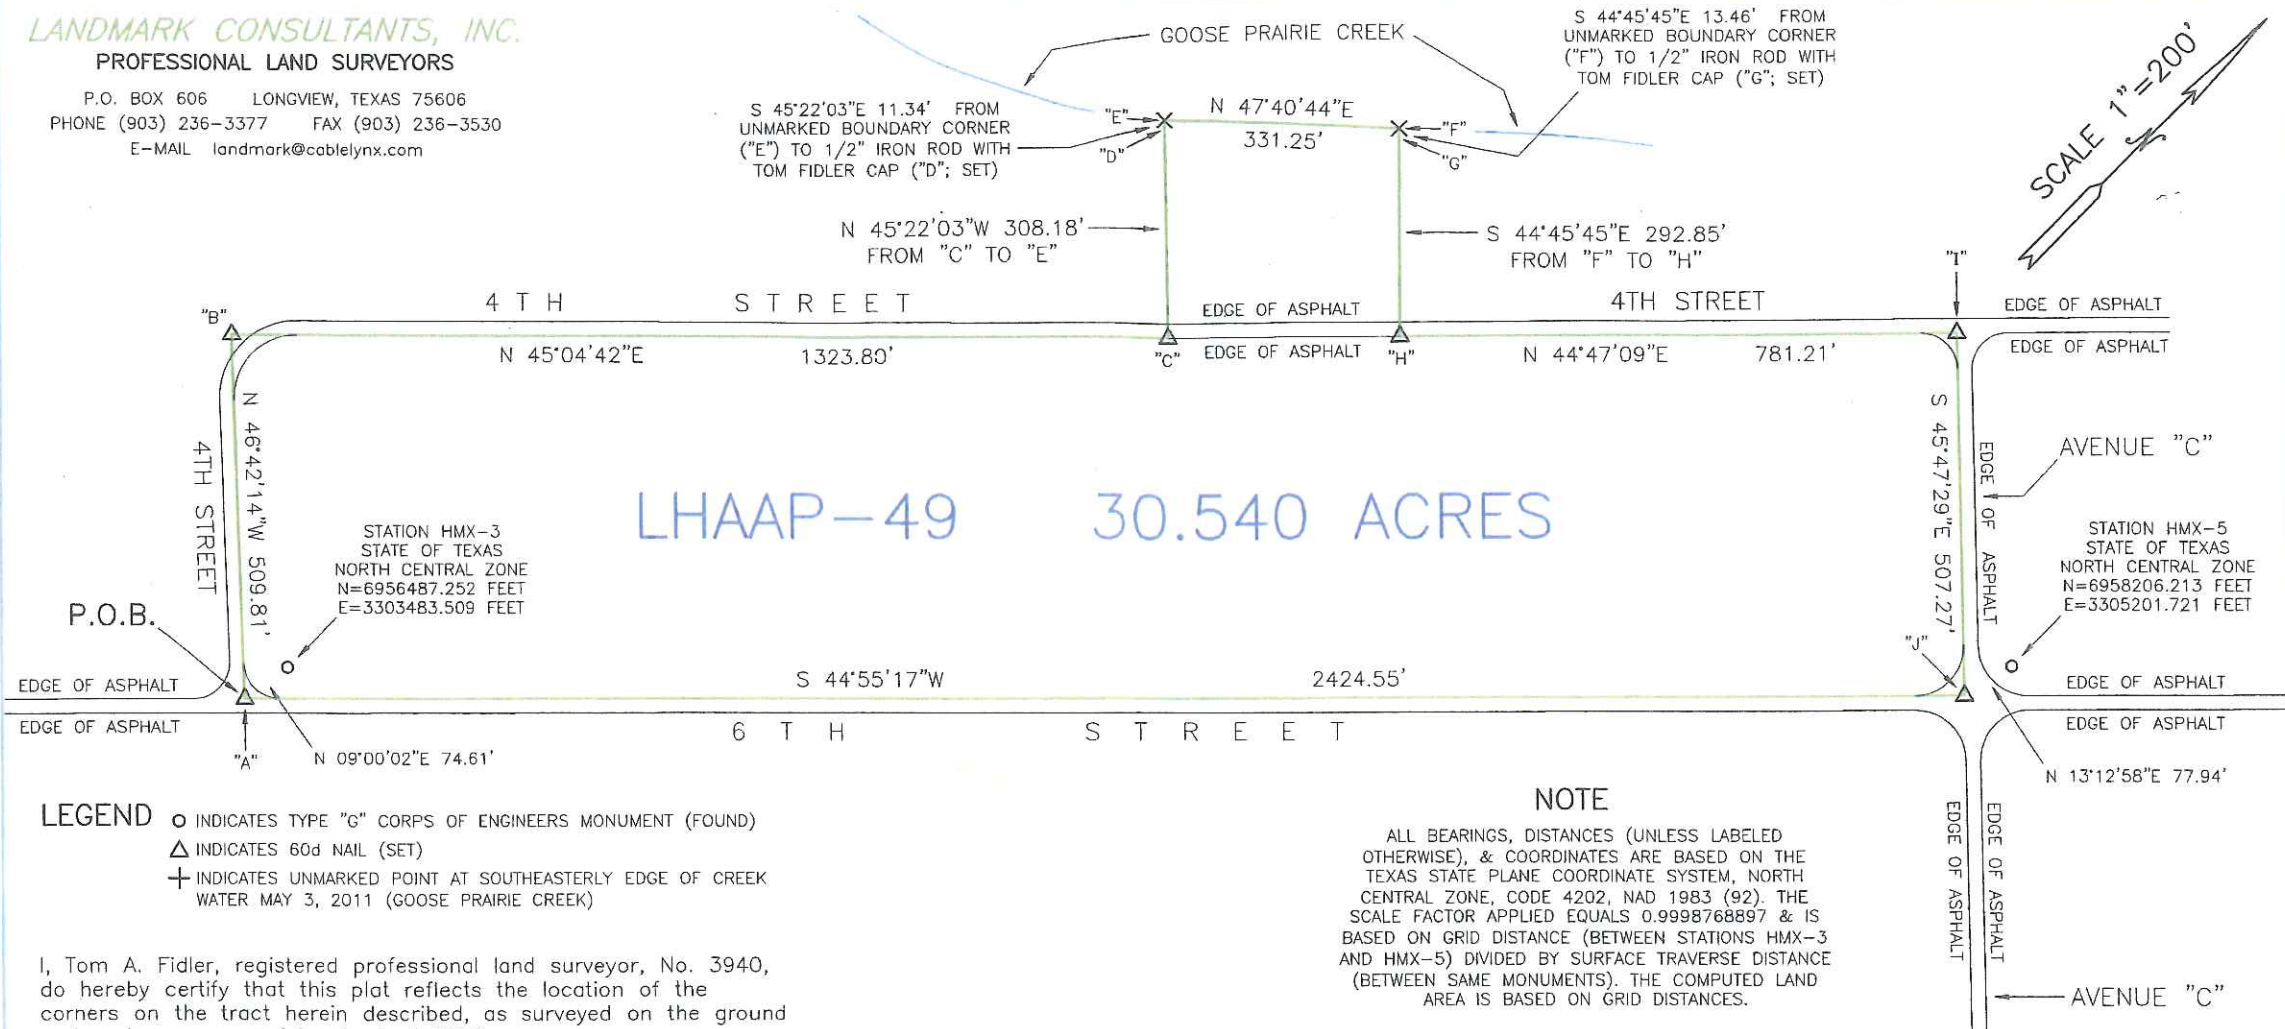 LANDMARK CONSULTANTS, INC.
PROFESSIONAL LAND SURVEYORS
P.O. BOX 606 LONGVIEW, TEXAS 75606
PHONE (903) 236-3377 FAX (903) 236-3530
E-MAIL landmark@cablelynx.com
GOOSE PRAIRIE CREEK
S 44°45'45"E 13.46' FROM
UNMARKED BOUNDARY CORNER
("F") TO 1/2" IRON ROD WITH
TOM FIDLER CAP ("G"; SET)
SCALE 1"=200'
S 45°22'03"E 11.34' FROM
UNMARKED BOUNDARY CORNER
("E") TO 1/2" IRON ROD WITH
TOM FIDLER CAP ("D"; SET)
"E"
"D"
N 47°40'44"E
331.25'
"F"
"G"
N 45°22'03"W 308.18'
FROM "C" TO "E"
S 44°45'45"E 292.85'
FROM "F" TO "H"
"I"
"B"
4TH STREET
EDGE OF ASPHALT
4TH STREET
EDGE OF ASPHALT
N 45°04'42"E 1323.80'
"C"
EDGE OF ASPHALT
"H"
N 44°47'09"E 781.21'
EDGE OF ASPHALT
4TH STREET
N 46°42'14"W 509.81'
S 45°47'29"E 507.27'
EDGE OF ASPHALT
AVENUE "C"
LHAAP-49 30.540 ACRES
STATION HMX-3
STATE OF TEXAS
NORTH CENTRAL ZONE
N=6956487.252 FEET
E=3303483.509 FEET
STATION HMX-5
STATE OF TEXAS
NORTH CENTRAL ZONE
N=6958206.213 FEET
E=3305201.721 FEET
P.O.B.
"J"
EDGE OF ASPHALT
S 44°55'17"W 2424.55'
EDGE OF ASPHALT
EDGE OF ASPHALT
6TH STREET
EDGE OF ASPHALT
"A"
N 09°00'02"E 74.61'
N 13°12'58"E 77.94'
LEGEND
INDICATES TYPE "G" CORPS OF ENGINEERS MONUMENT (FOUND)
INDICATES 60d NAIL (SET)
INDICATES UNMARKED POINT AT SOUTHEASTERLY EDGE OF CREEK
WATER MAY 3, 2011 (GOOSE PRAIRIE CREEK)
NOTE
ALL BEARINGS, DISTANCES (UNLESS LABELED
OTHERWISE), & COORDINATES ARE BASED ON THE
TEXAS STATE PLANE COORDINATE SYSTEM, NORTH
CENTRAL ZONE, CODE 4202, NAD 1983 (92). THE
SCALE FACTOR APPLIED EQUALS 0.9998768897 & IS
BASED ON GRID DISTANCE (BETWEEN STATIONS HMX-3
AND HMX-5) DIVIDED BY SURFACE TRAVERSE DISTANCE
(BETWEEN SAME MONUMENTS). THE COMPUTED LAND
AREA IS BASED ON GRID DISTANCES.
EDGE OF ASPHALT
EDGE OF ASPHALT
AVENUE "C"
I, Tom A. Fidler, registered professional land surveyor, No. 3940,
do hereby certify that this plat reflects the location of the
corners on the tract herein described, as surveyed on the ground